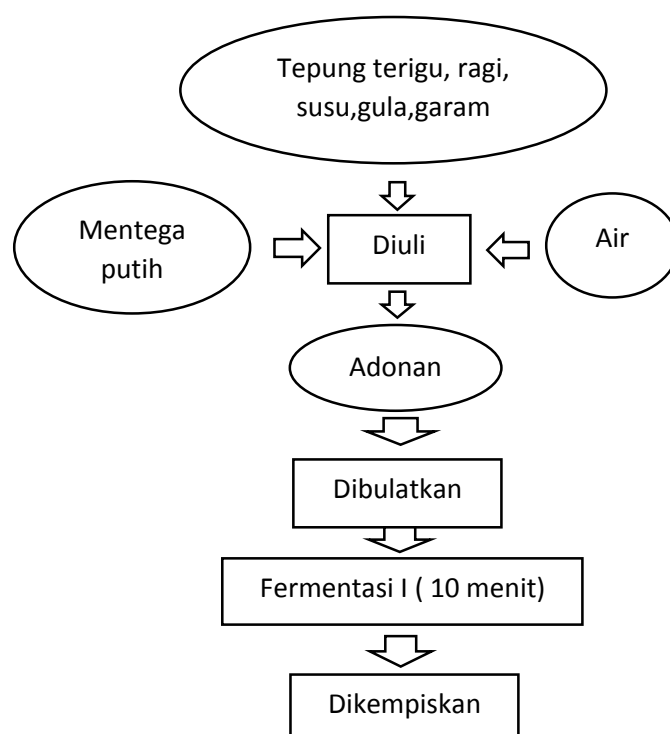 Tepung terigu, ragi,
susu,gula,garam
Mentega
putih
Diuli
Air
Adonan
Dibulatkan
Fermentasi I ( 10 menit)
Dikempiskan